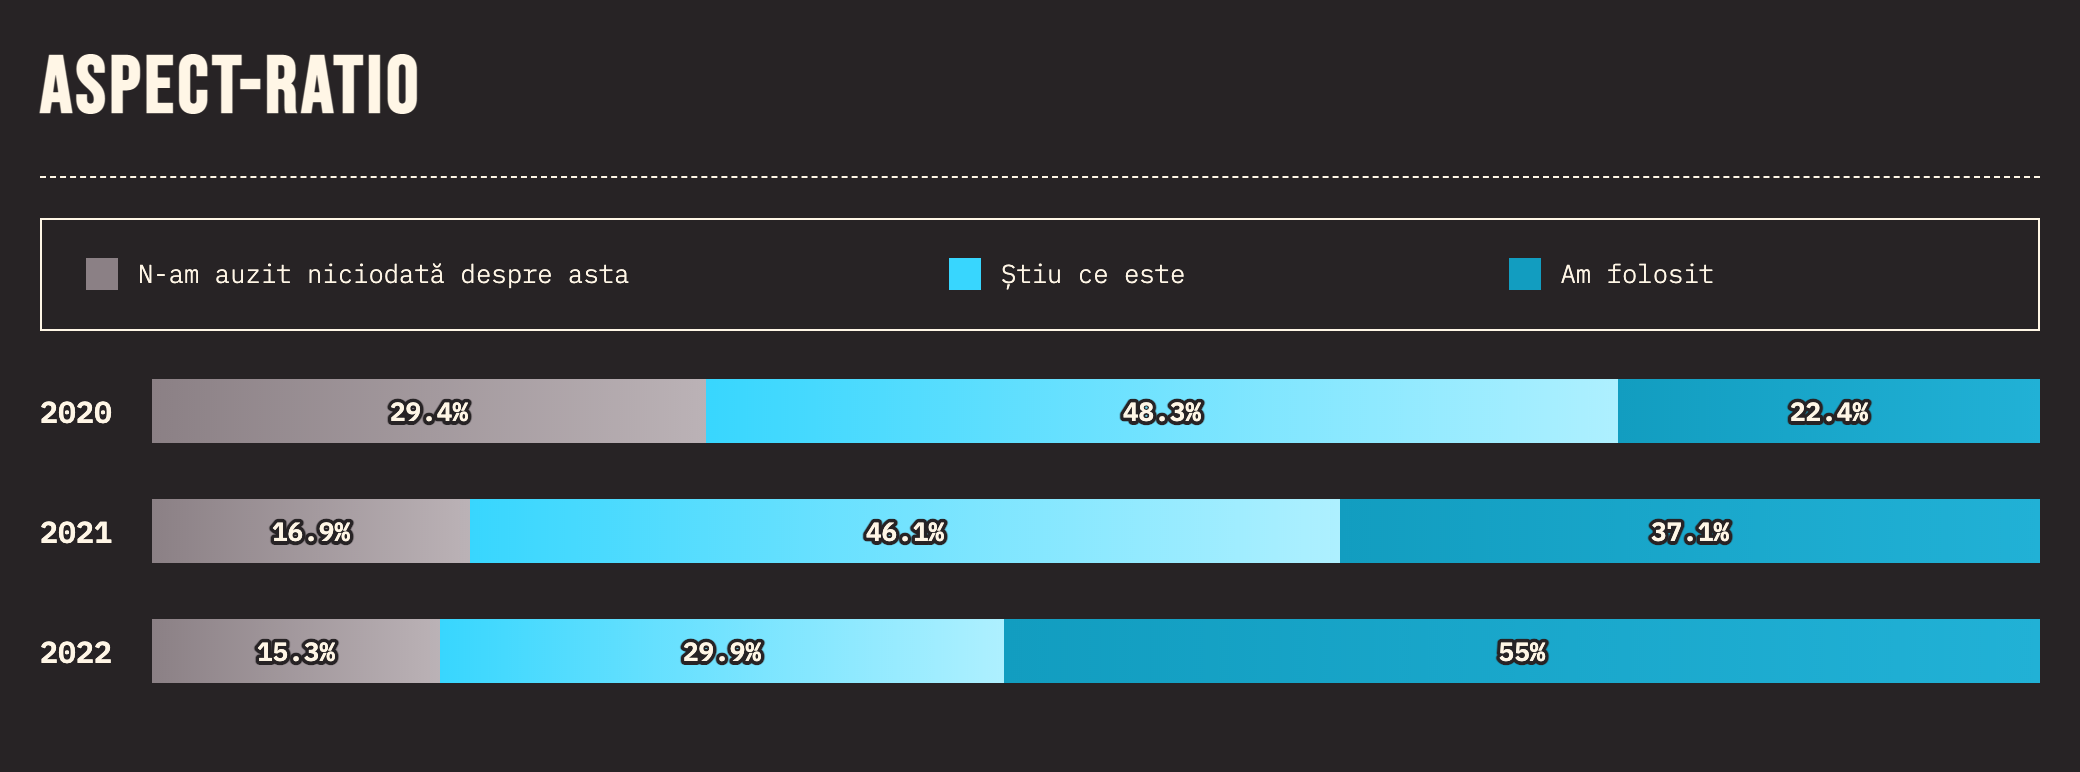 ASPECT-RATIO
N-am auzit niciodată despre asta Știu ce este Am folosit
2020 29.4% 48.3% 22.4%
2021 16.9% 46.1% 37.1%
2022 15.3% 29.9% 55%